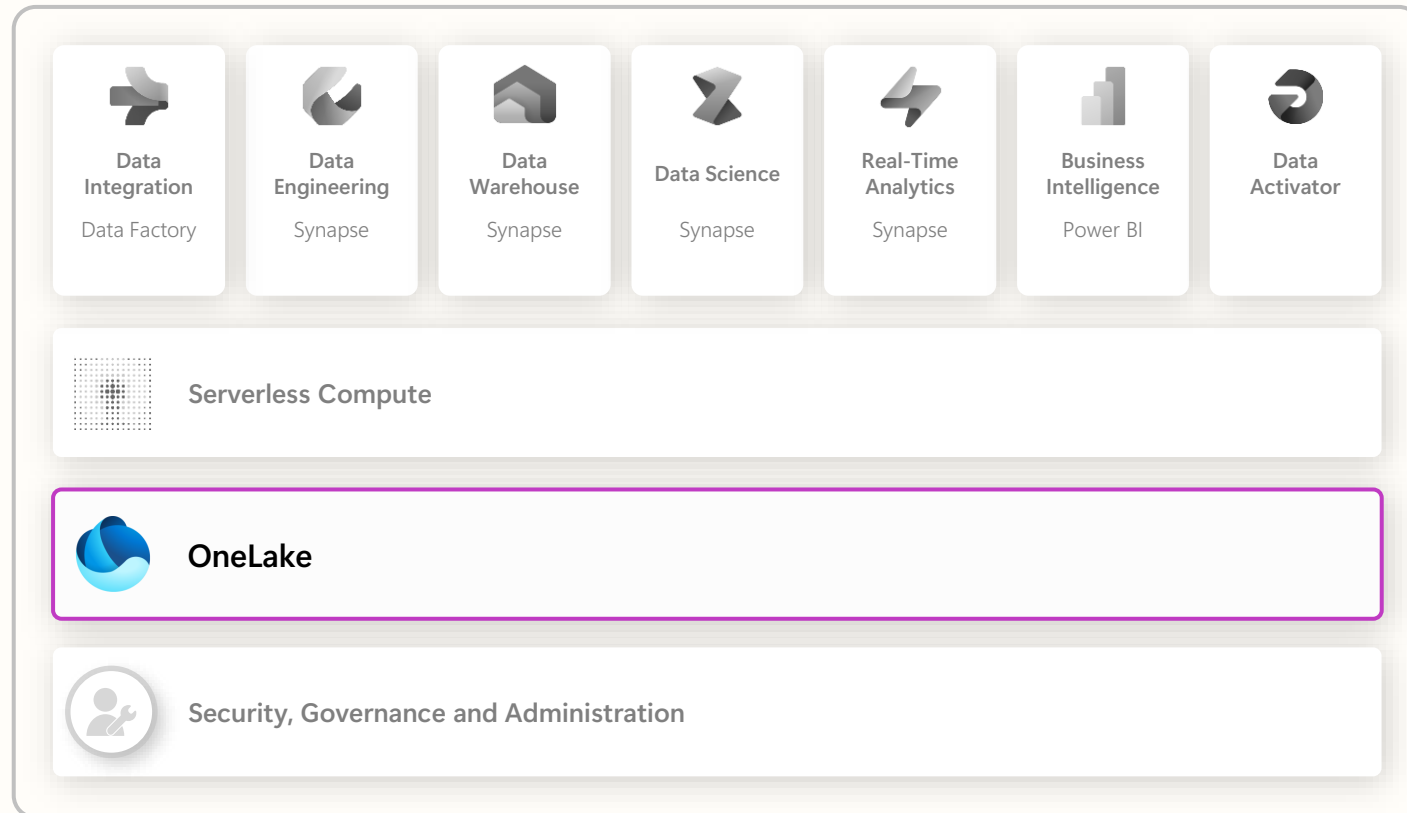 Data
Integration
Data Factory
Data
Engineering
Synapse
Data
Warehouse
Synapse
Data Science
Synapse
Real-Time
Analytics
Synapse
Business
Intelligence
Power BI
Data
Activator
Serverless Compute
OneLake
Security, Governance and Administration